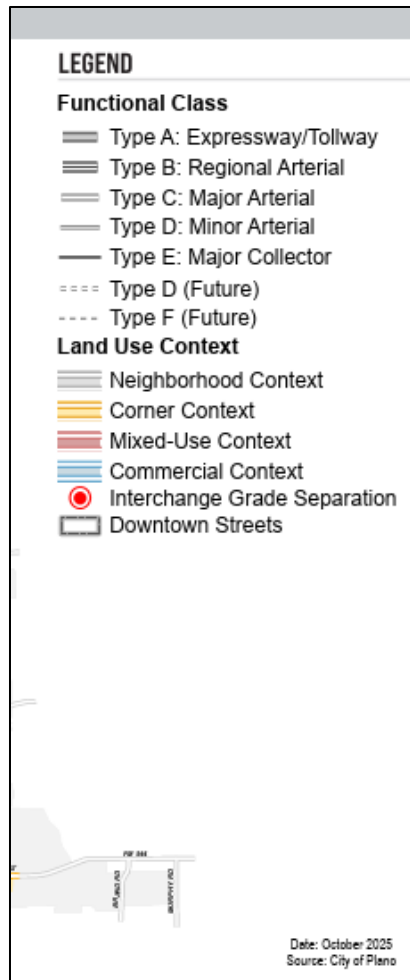 LEGEND
Functional Class
Type A: Expressway/Tollway
Type B: Regional Arterial
Type C: Major Arterial
Type D: Minor Arterial
Type E: Major Collector
Type D (Future)
Type F (Future)
Land Use Context
Neighborhood Context
Corner Context
Mixed-Use Context
Commercial Context
Interchange Grade Separation
Downtown Streets
MURPHY RD
Date: October 2025
Source: City of Plano